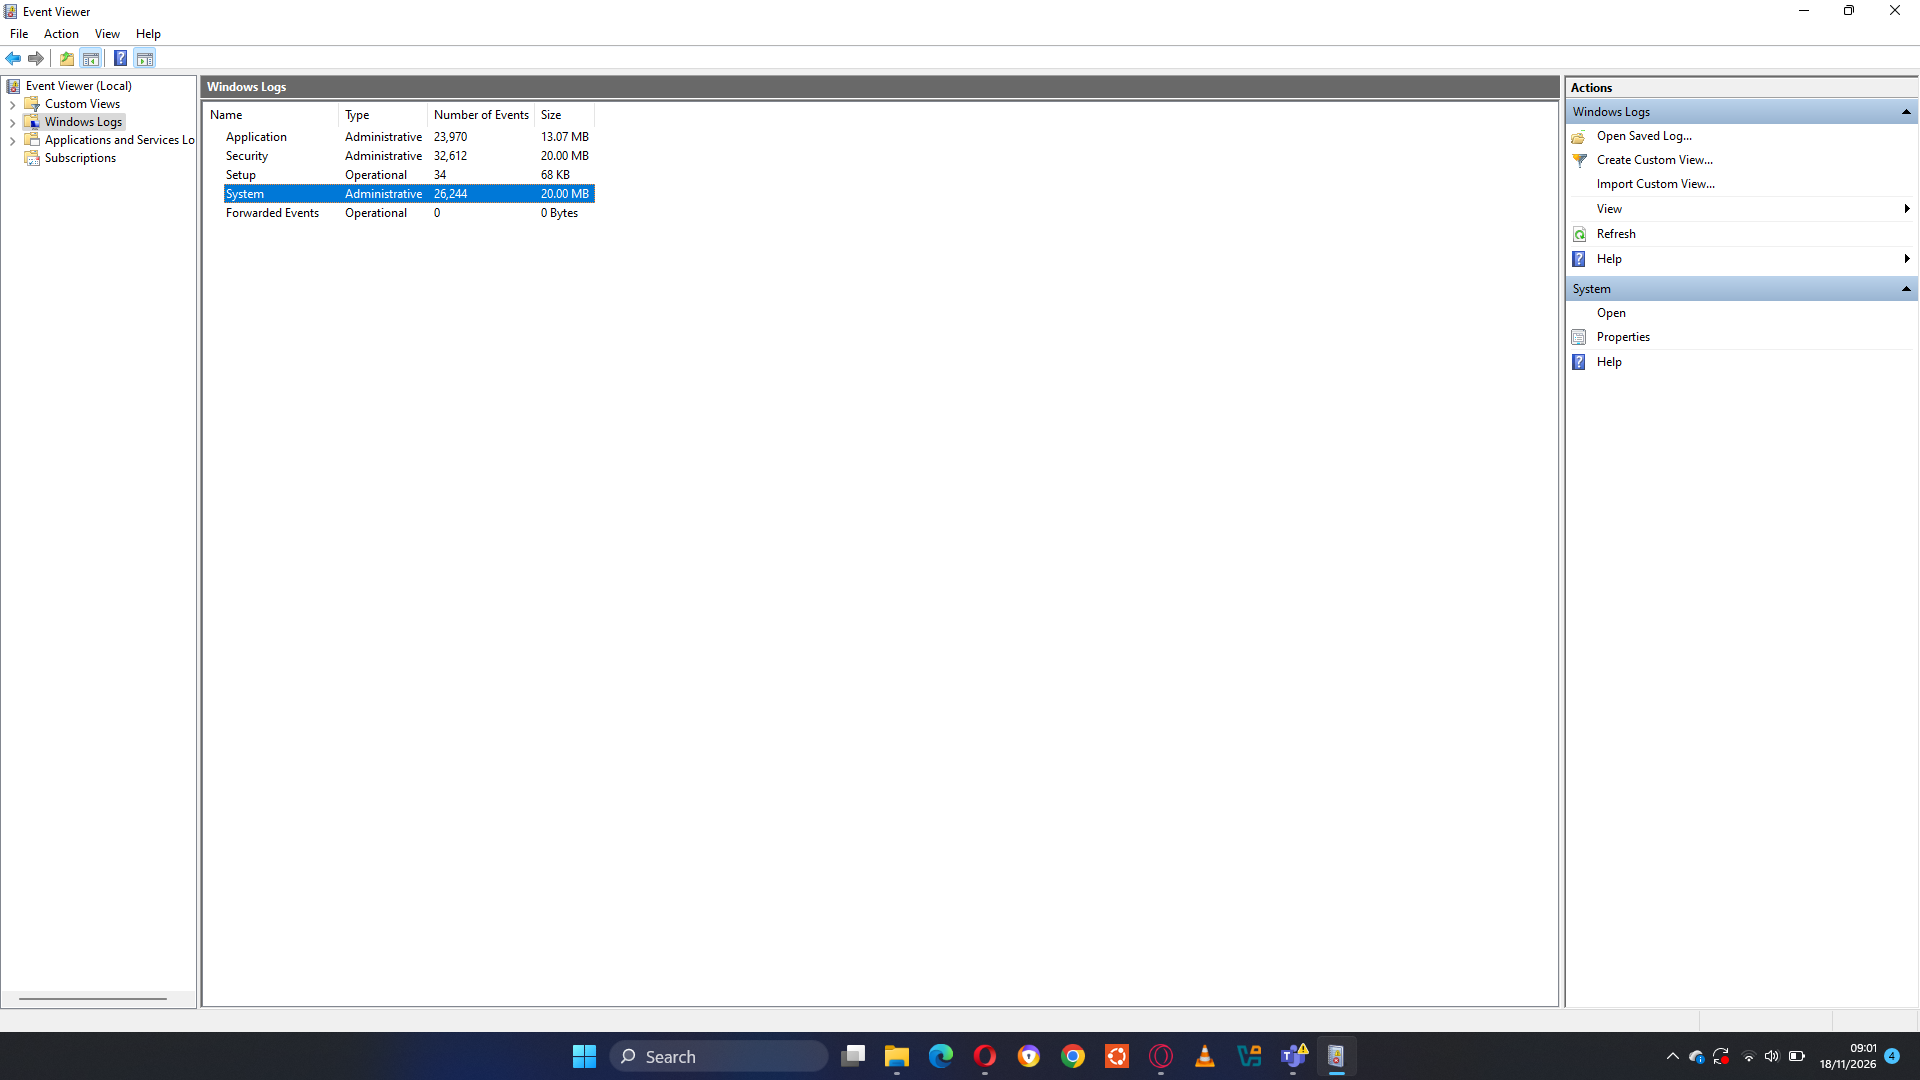 Event Viewer
File Action View Help
Event Viewer (Local)
Custom Views
Windows Logs
Applications and Services Lo
Subscriptions
Windows Logs
Name Type Number of Events Size
Application Administrative 23,970 13.07 MB
Security Administrative 32,612 20.00 MB
Setup Operational 34 68 KB
System Administrative 26,244 20.00 MB
Forwarded Events Operational 0 0 Bytes
Actions
Windows Logs
Open Saved Log...
Create Custom View...
Import Custom View...
View
Refresh
Help
System
Open
Properties
Help
Search
09:01
18/11/2026
4